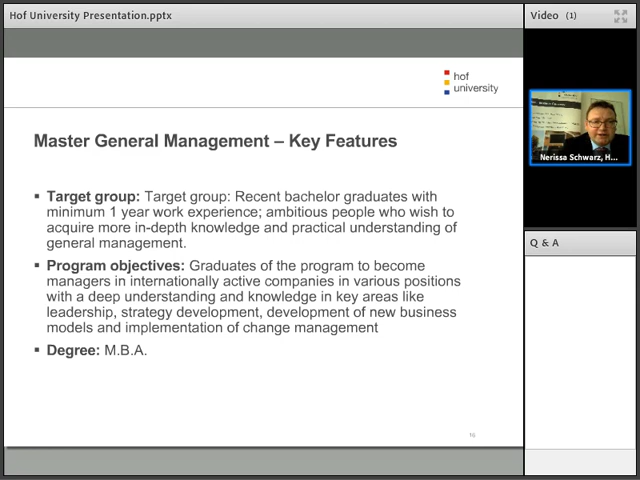 Hof University Presentation.pptx
Video (1)
hof
university
Master General Management – Key Features
Nerissa Schwarz, H...
▪ Target group: Target group: Recent bachelor graduates with
minimum 1 year work experience; ambitious people who wish to
acquire more in-depth knowledge and practical understanding of
general management.
▪ Program objectives: Graduates of the program to become
managers in internationally active companies in various positions
with a deep understanding and knowledge in key areas like
leadership, strategy development, development of new business
models and implementation of change management
▪ Degree: M.B.A.
16
Q & A